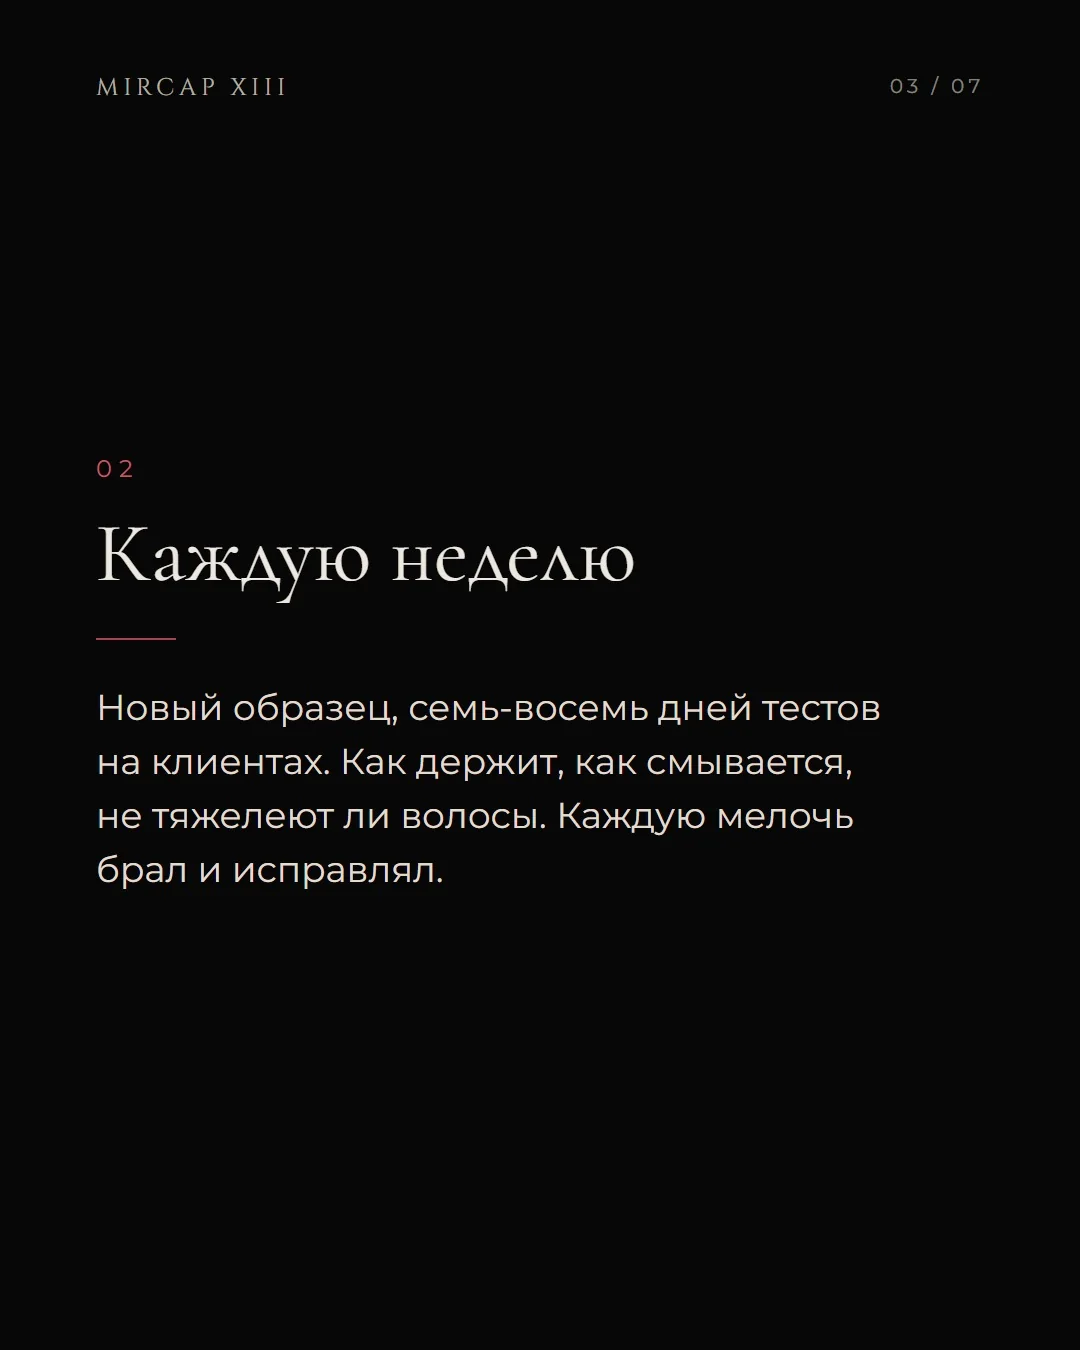 MIRCAP XIII
03 / 07
02
Каждую неделю
Новый образец, семь-восемь дней тестов
на клиентах. Как держит, как смывается,
не тяжелеют ли волосы. Каждую мелочь
брал и исправлял.